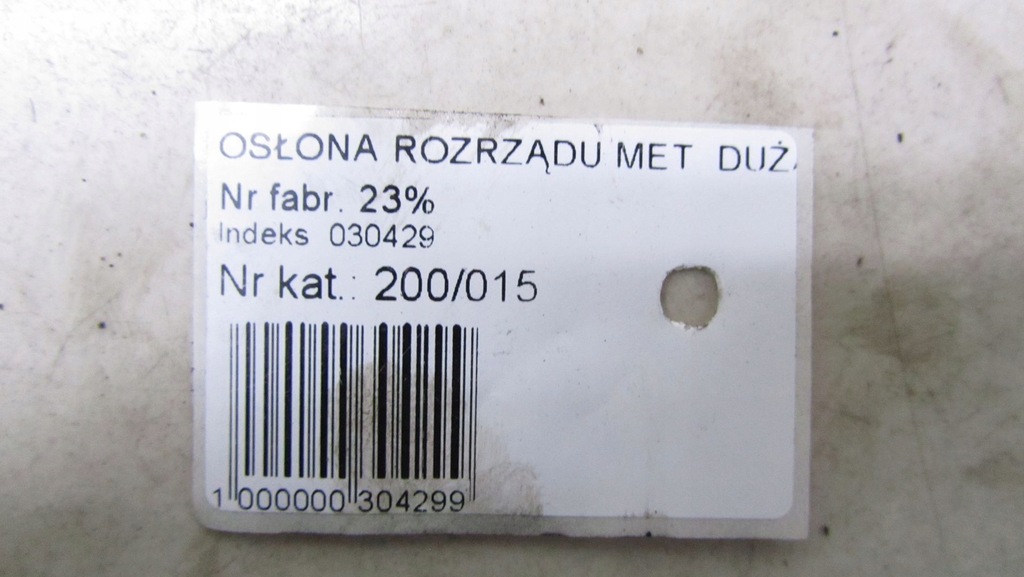 OSŁONA ROZRZĄDU MET DUŻ
Nr fabr. 23%
Indeks 030429
Nr kat.: 200/015
1 000000 304299